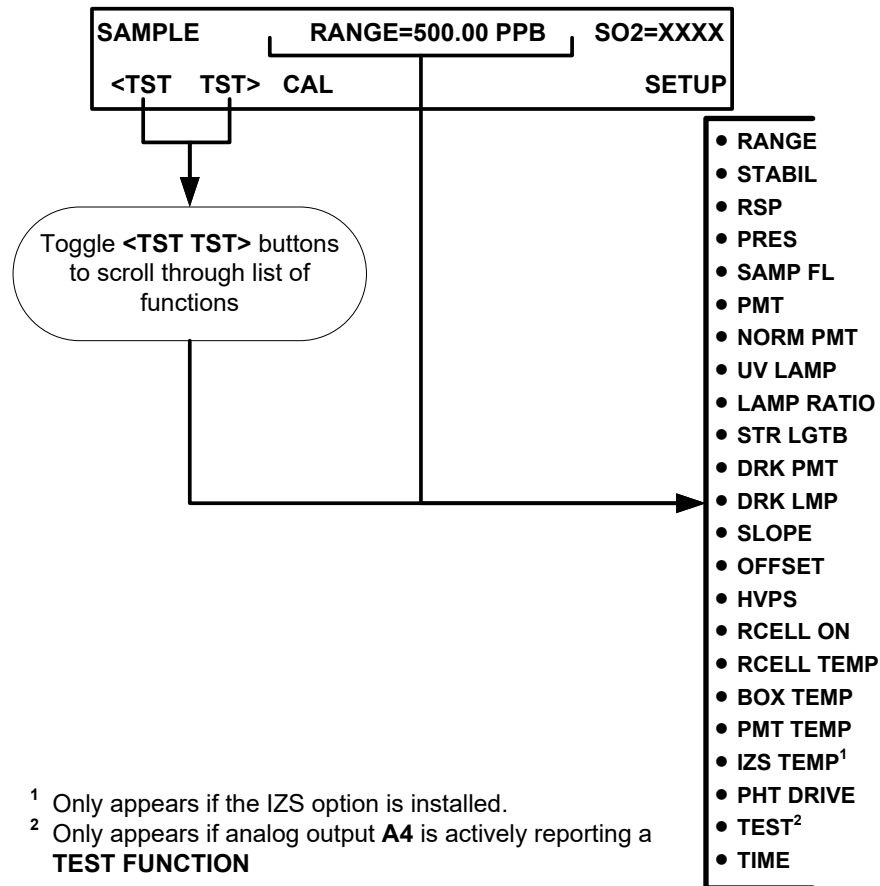 SAMPLE RANGE=500.00 PPB SO2=XXXX
<TST TST> CAL SETUP
Toggle <TST TST> buttons
to scroll through list of
functions
• RANGE
• STABIL
• RSP
• PRES
• SAMP FL
• PMT
• NORM PMT
• UV LAMP
• LAMP RATIO
• STR LGTB
• DRK PMT
• DRK LMP
• SLOPE
• OFFSET
• HVPS
• RCELL ON
• RCELL TEMP
• BOX TEMP
• PMT TEMP
• IZS TEMP¹
• PHT DRIVE
• TEST²
• TIME
¹ Only appears if the IZS option is installed.
² Only appears if analog output A4 is actively reporting a
TEST FUNCTION